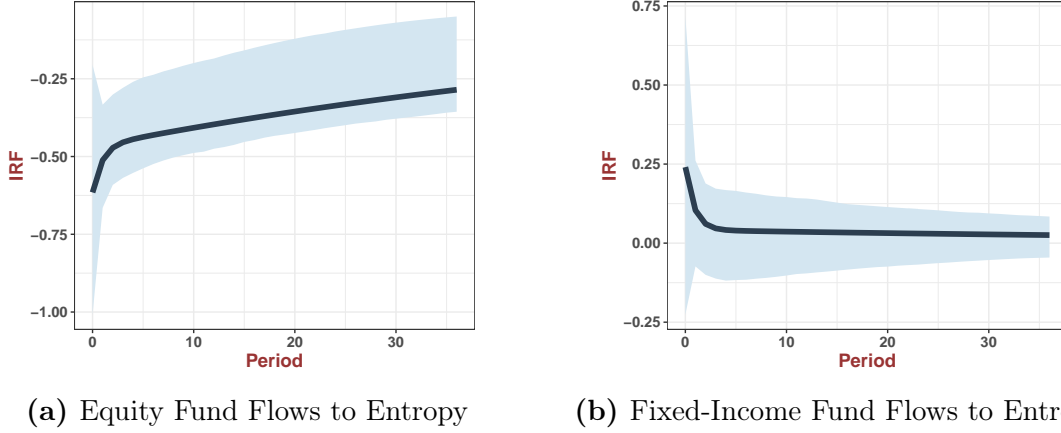 −0.25
−0.50
−0.75
−1.00
IRF
0
10
20
30
Period
(a) Equity Fund Flows to Entropy
0.75
0.50
0.25
0.00
−0.25
IRF
0
10
20
30
Period
(b) Fixed-Income Fund Flows to Entr